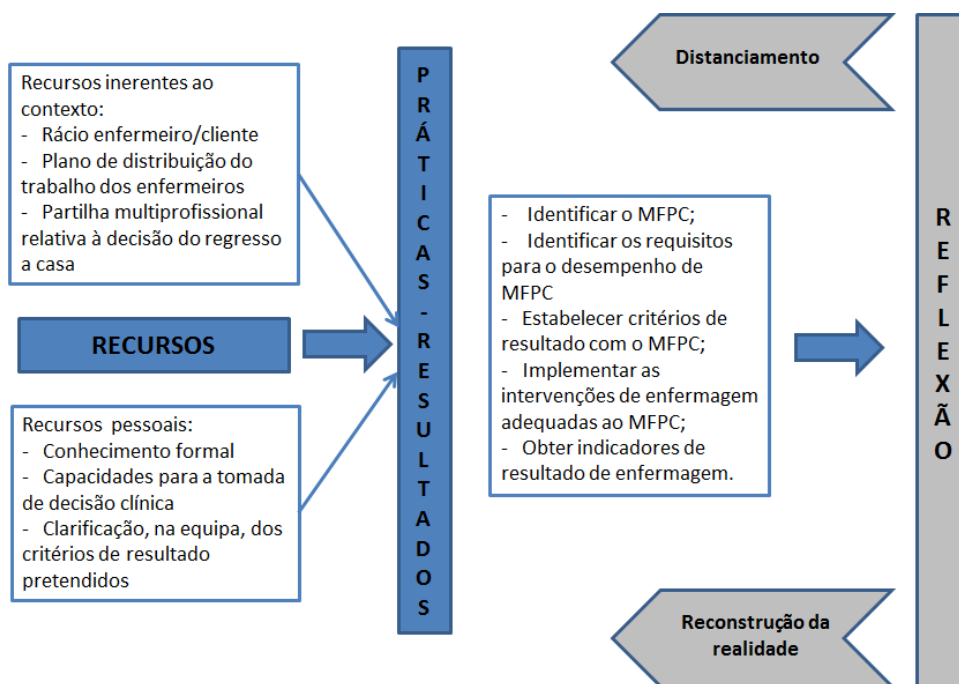 Recursos inerentes ao
contexto:
- Rácio enfermeiro/cliente
- Plano de distribuição do
trabalho dos enfermeiros
- Partilha multiprofissional
relativa à decisão do regresso
a casa
RECURSOS
Recursos pessoais:
- Conhecimento formal
- Capacidades para a tomada
de decisão clínica
- Clarificação, na equipa, dos
critérios de resultado
pretendidos
PRÁTICAS-RESULTADOS
- Identificar o MFPC;
- Identificar os requisitos
para o desempenho de
MFPC
- Estabelecer critérios de
resultado com o MFPC;
- Implementar as
intervenções de enfermagem
adequadas ao MFPC;
- Obter indicadores de
resultado de enfermagem.
Distanciamento
Reconstrução da
realidade
REFLEXÃO